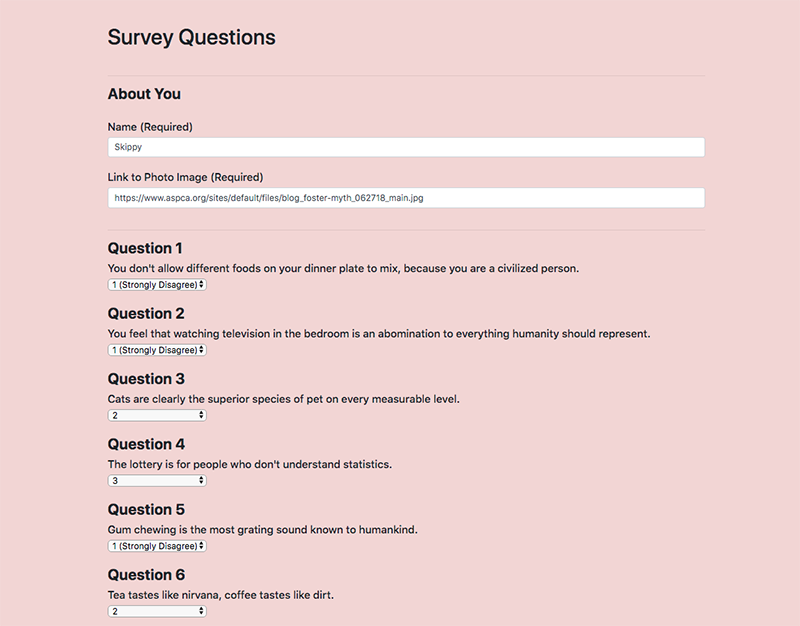 Survey Questions
About You
Name (Required)
Skippy
Link to Photo Image (Required)
https://www.aspca.org/sites/default/files/blog_foster-myth_062718_main.jpg
Question 1
You don't allow different foods on your dinner plate to mix, because you are a civilized person.
1 (Strongly Disagree)
Question 2
You feel that watching television in the bedroom is an abomination to everything humanity should represent.
1 (Strongly Disagree)
Question 3
Cats are clearly the superior species of pet on every measurable level.
2
Question 4
The lottery is for people who don't understand statistics.
3
Question 5
Gum chewing is the most grating sound known to humankind.
1 (Strongly Disagree)
Question 6
Tea tastes like nirvana, coffee tastes like dirt.
2